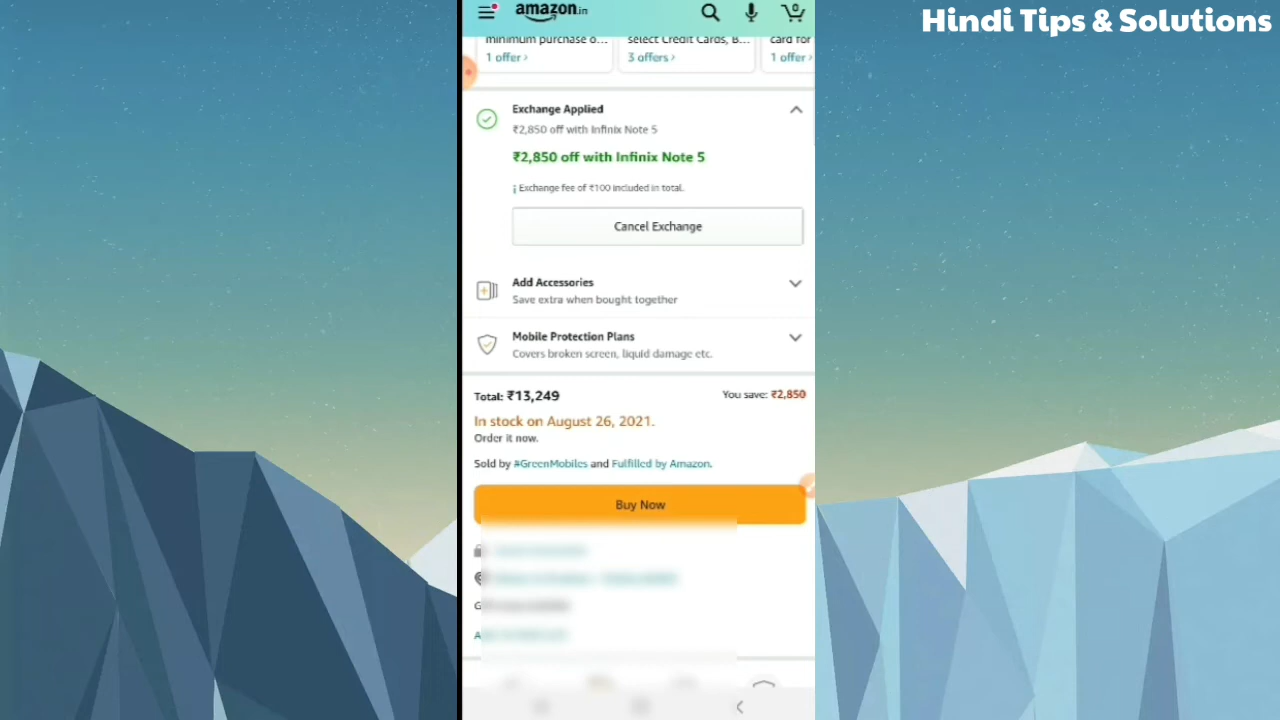 Hindi Tips & Solutions
amazon.in
0
minimum purchase o...
select Credit Cards, B...
card for
1 offer ›
3 offers ›
1 offer ›
Exchange Applied
₹2,850 off with Infinix Note 5
₹2,850 off with Infinix Note 5
i Exchange fee of ₹100 included in total.
Cancel Exchange
Add Accessories
Save extra when bought together
Mobile Protection Plans
Covers broken screen, liquid damage etc.
Total: ₹13,249
You save: ₹2,850
In stock on August 26, 2021.
Order it now.
Sold by #GreenMobiles and Fulfilled by Amazon.
Buy Now